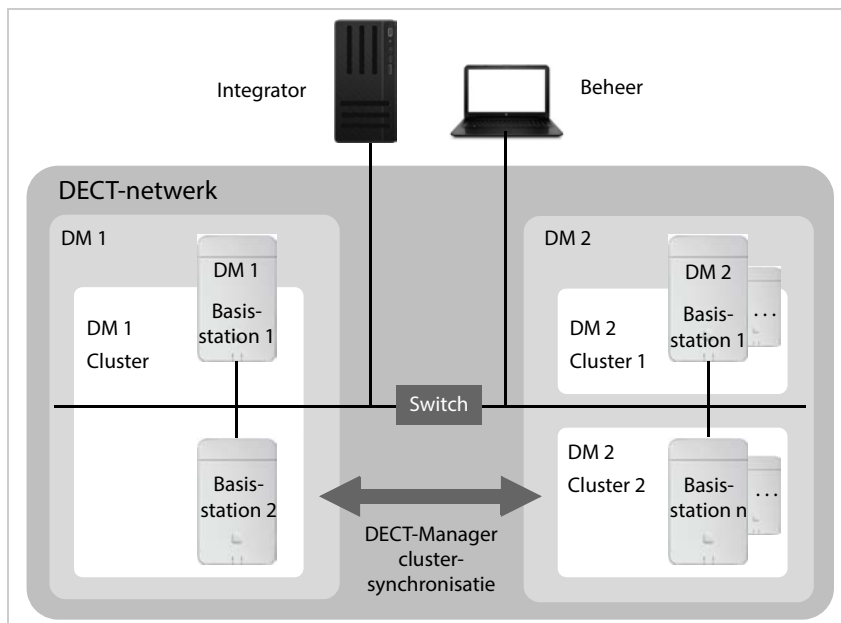 Integrator
Beheer
DECT-netwerk
DM 1
DM 1
Basis-
station 1
DM 1
Cluster
Basis-
station 2
Switch
DECT-Manager
cluster-
synchronisatie
DM 2
DM 2
Basis-
station 1
...
DM 2
Cluster 1
DM 2
Cluster 2
Basis-
station n
...